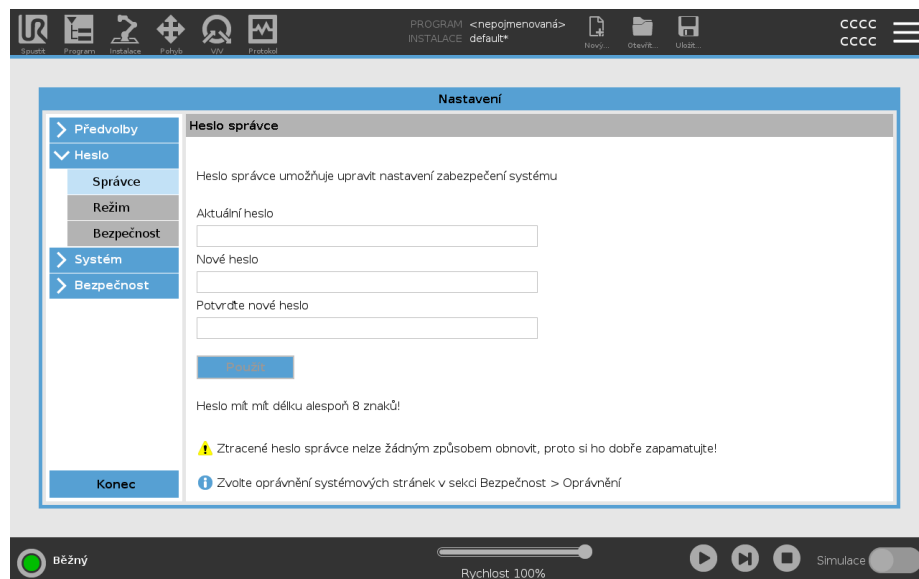 PROGRAM <nepojmenovaná>
INSTALACE default*
cccc
cccc
Spustit Program Instalace Pohyb V/V Protokol Nový... Otevřít... Uložit...
Nastavení
Předvolby
Heslo
Správce
Režim
Bezpečnost
Systém
Bezpečnost
Konec
Heslo správce
Heslo správce umožňuje upravit nastavení zabezpečení systému
Aktuální heslo
Nové heslo
Potvrďte nové heslo
Použít
Heslo mít mít délku alespoň 8 znaků!
Ztracené heslo správce nelze žádným způsobem obnovit, proto si ho dobře zapamatujte!
Zvolte oprávnění systémových stránek v sekci Bezpečnost > Oprávnění
Běžný
Rychlost 100%
Simulace